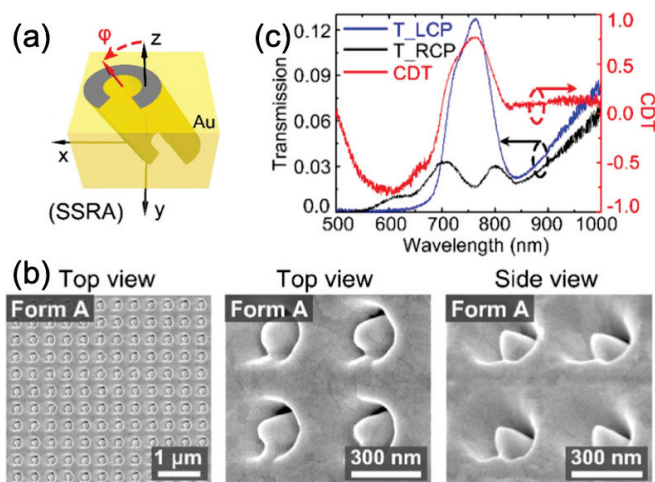 (a)
φ
z
Au
x
y
(SSRA)
(c)
T_LCP
T_RCP
CDT
Transmission
0.12
0.09
0.06
0.03
0.0
1.0
0.5
0.0
-0.5
-1.0
CDT
500 600 700 800 900 1000
Wavelength (nm)
(b)
Top view Top view Side view
Form A Form A Form A
1 μm 300 nm 300 nm